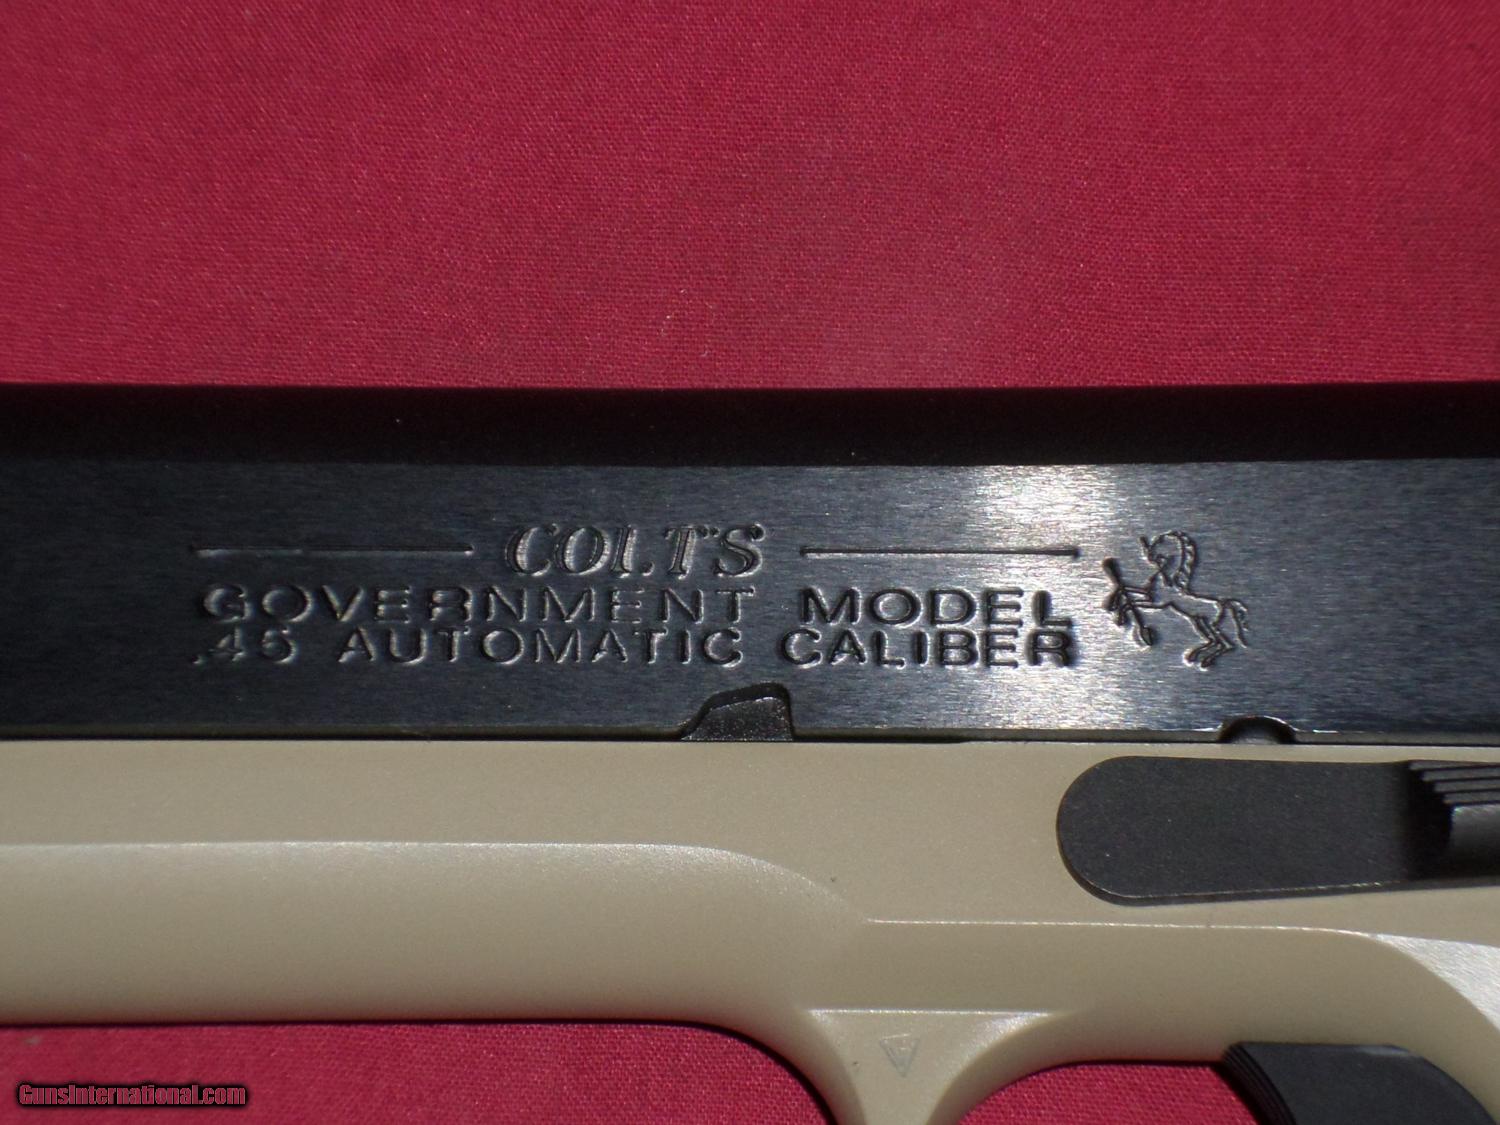 COLT'S
GOVERNMENT MODEL
.45 AUTOMATIC CALIBER
GunsInternational.com